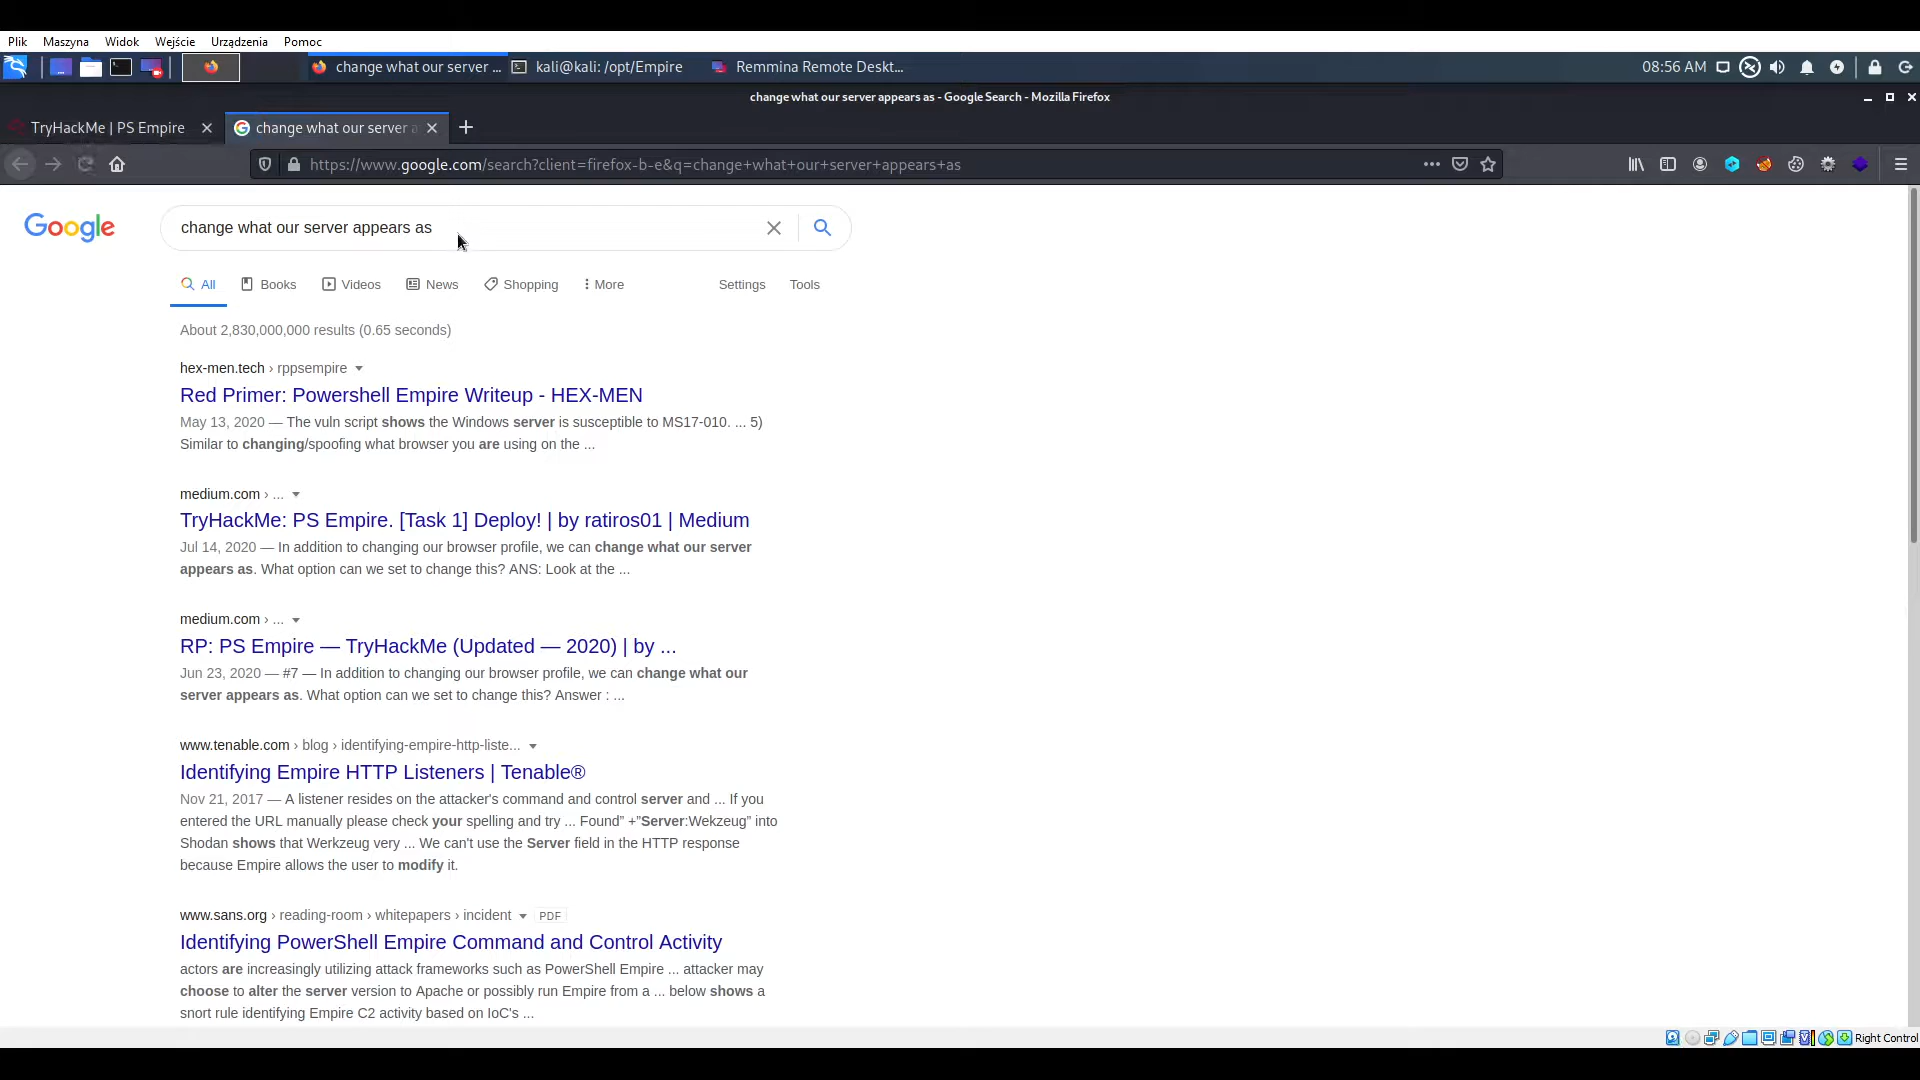 Plik Maszyna Widok Wejście Urządzenia Pomoc
change what our server ... kali@kali: /opt/Empire Remmina Remote Deskt... 08:56 AM
change what our server appears as - Google Search - Mozilla Firefox
TryHackMe | PS Empire change what our server a
https://www.google.com/search?client=firefox-b-e&q=change+what+our+server+appears+as
Google change what our server appears as
All Books Videos News Shopping More Settings Tools
About 2,830,000,000 results (0.65 seconds)
hex-men.tech › rppsempire
Red Primer: Powershell Empire Writeup - HEX-MEN
May 13, 2020 — The vuln script shows the Windows server is susceptible to MS17-010. ... 5)
Similar to changing/spoofing what browser you are using on the ...
medium.com › ...
TryHackMe: PS Empire. [Task 1] Deploy! | by ratiros01 | Medium
Jul 14, 2020 — In addition to changing our browser profile, we can change what our server
appears as. What option can we set to change this? ANS: Look at the ...
medium.com › ...
RP: PS Empire — TryHackMe (Updated — 2020) | by ...
Jun 23, 2020 — #7 — In addition to changing our browser profile, we can change what our
server appears as. What option can we set to change this? Answer : ...
www.tenable.com › blog › identifying-empire-http-liste...
Identifying Empire HTTP Listeners | Tenable®
Nov 21, 2017 — A listener resides on the attacker's command and control server and ... If you
entered the URL manually please check your spelling and try ... Found” +”Server:Wekzeug” into
Shodan shows that Werkzeug very ... We can't use the Server field in the HTTP response
because Empire allows the user to modify it.
www.sans.org › reading-room › whitepapers › incident PDF
Identifying PowerShell Empire Command and Control Activity
actors are increasingly utilizing attack frameworks such as PowerShell Empire ... attacker may
choose to alter the server version to Apache or possibly run Empire from a ... below shows a
snort rule identifying Empire C2 activity based on IoC's ...
Right Control